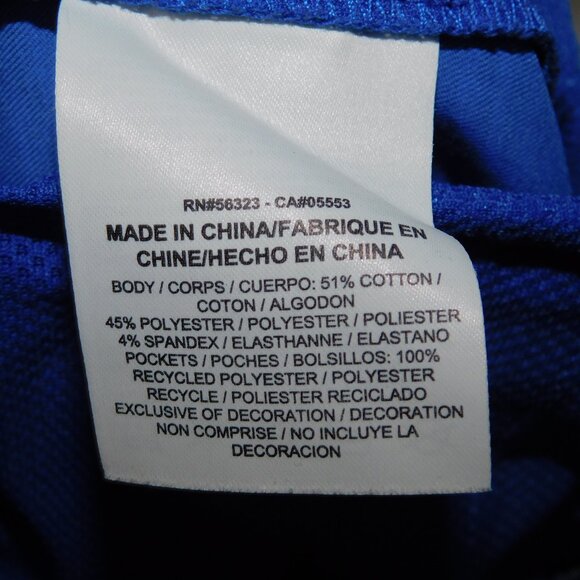 RN#56323 - CA#05553
MADE IN CHINA/FABRIQUE EN
CHINE/HECHO EN CHINA
BODY / CORPS / CUERPO: 51% COTTON /
COTON / ALGODON
45% POLYESTER / POLYESTER / POLIESTER
4% SPANDEX / ELASTHANNE / ELASTANO
POCKETS / POCHES / BOLSILLOS: 100%
RECYCLED POLYESTER / POLYESTER
RECYCLE / POLIESTER RECICLADO
EXCLUSIVE OF DECORATION / DECORATION
NON COMPRISE / NO INCLUYE LA
DECORACION